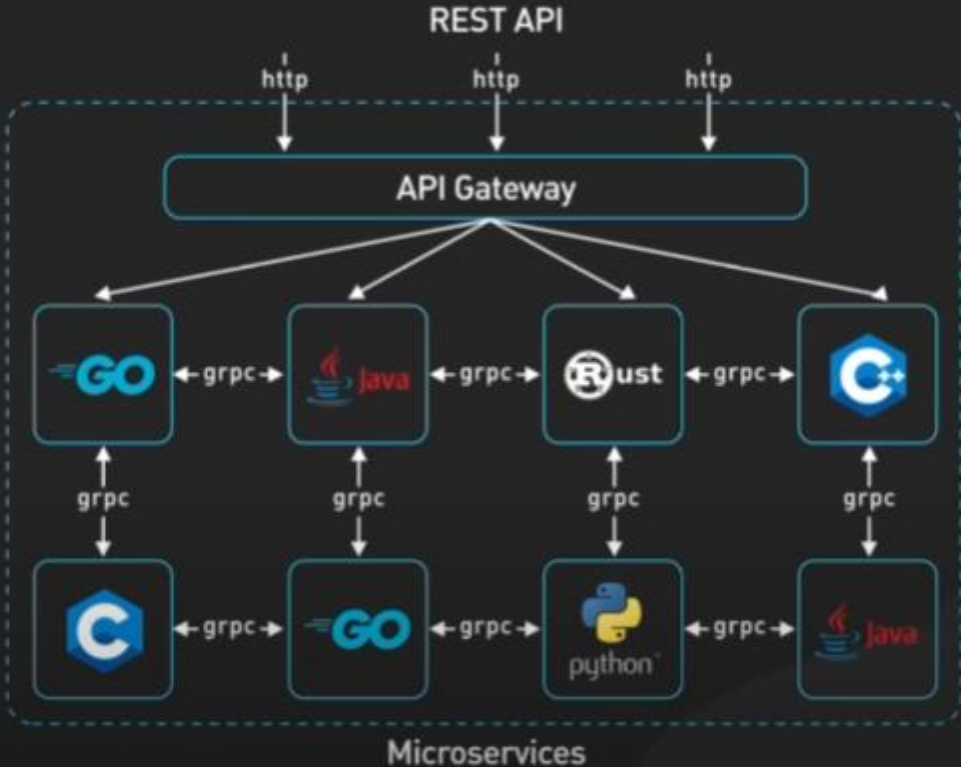 REST API
http http http
API Gateway
GO grpc Java grpc Rust grpc C++
grpc grpc grpc grpc
C grpc GO grpc python grpc Java
Microservices